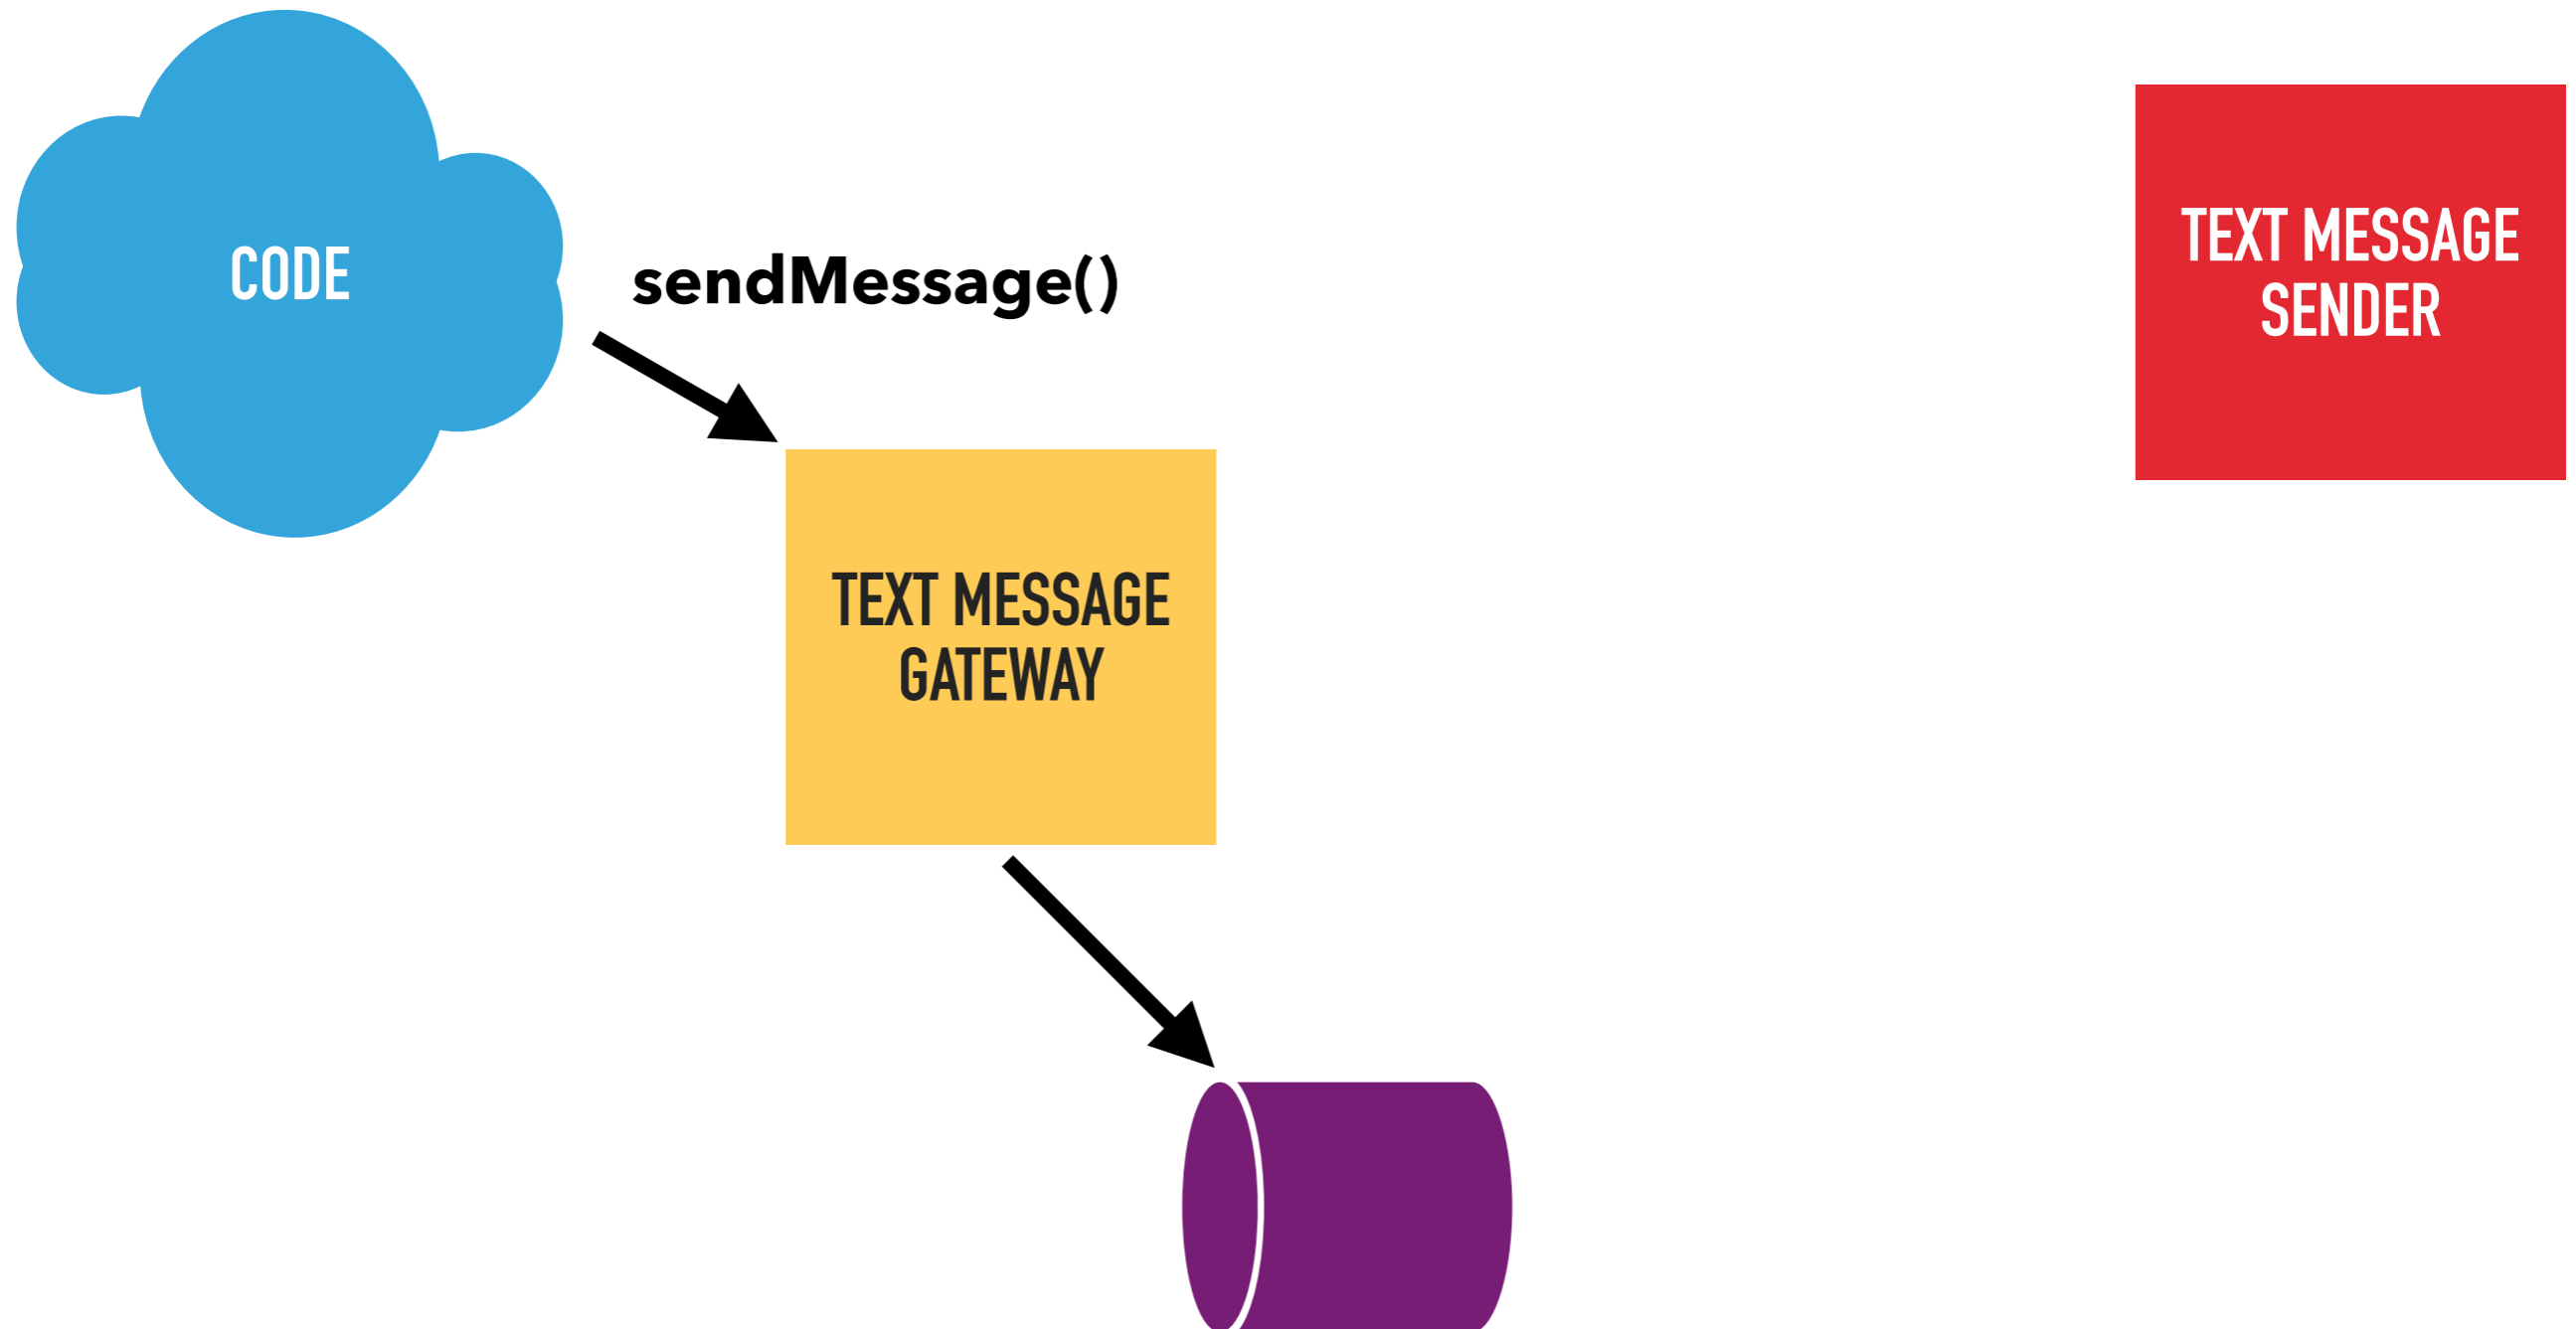 CODE
sendMessage()
TEXT MESSAGE
SENDER
TEXT MESSAGE
GATEWAY